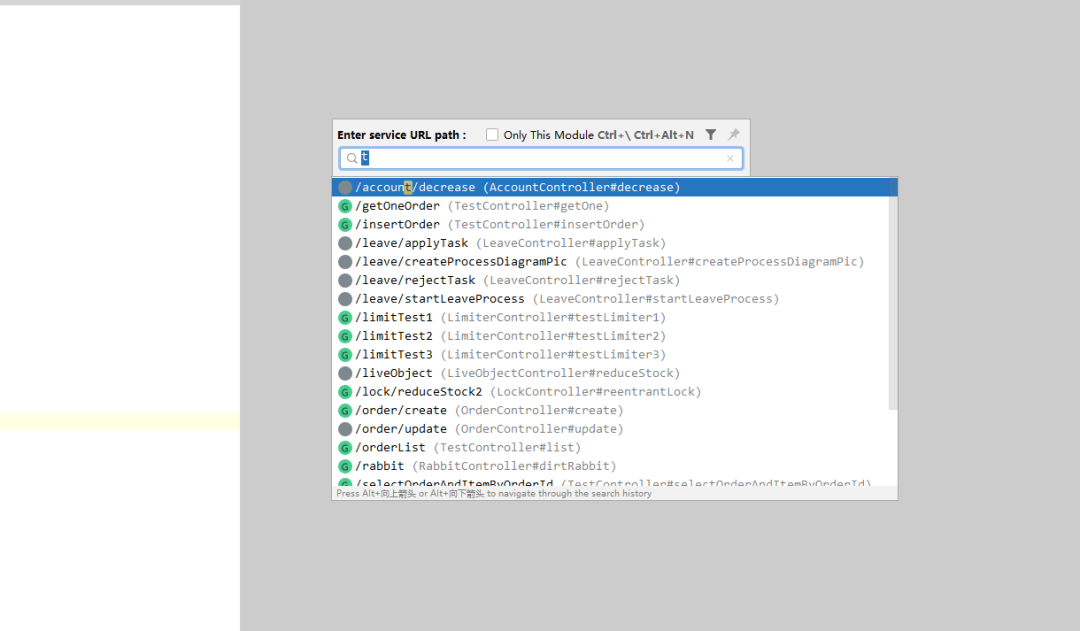 Enter service URL path : Only This Module Ctrl+\ Ctrl+Alt+N
t
/account/decrease (AccountController#decrease)
G /getOneOrder (TestController#getOne)
G /insertOrder (TestController#insertOrder)
/leave/applyTask (LeaveController#applyTask)
/leave/createProcessDiagramPic (LeaveController#createProcessDiagramPic)
/leave/rejectTask (LeaveController#rejectTask)
/leave/startLeaveProcess (LeaveController#startLeaveProcess)
G /limitTest1 (LimiterController#testLimiter1)
G /limitTest2 (LimiterController#testLimiter2)
G /limitTest3 (LimiterController#testLimiter3)
/liveObject (LiveObjectController#reduceStock)
G /lock/reduceStock2 (LockController#reentrantLock)
G /order/create (OrderController#create)
/order/update (OrderController#update)
G /orderList (TestController#list)
G /rabbit (RabbitController#dirtRabbit)
G /selectOrderAndItemByOrderId (TestController#selectOrderAndItemByOrderId)
Press Alt+向上箭头 or Alt+向下箭头 to navigate through the search history